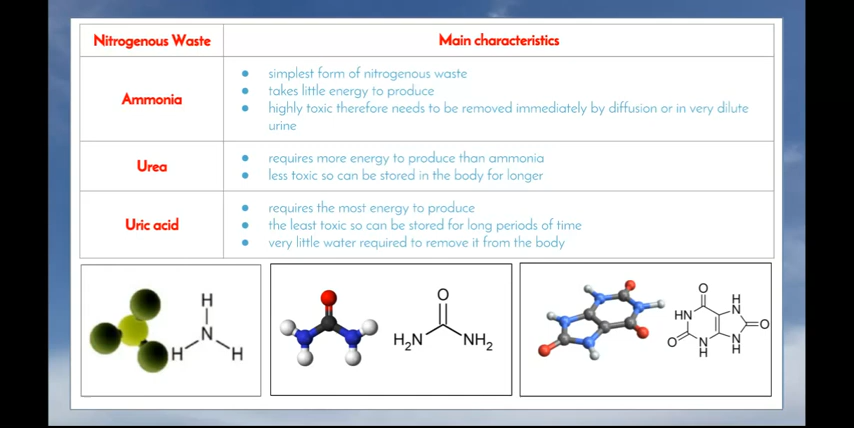 Nitrogenous Waste
Main characteristics
Ammonia
● simplest form of nitrogenous waste
● takes little energy to produce
● highly toxic therefore needs to be removed immediately by diffusion or in very dilute
urine
Urea
● requires more energy to produce than ammonia
● less toxic so can be stored in the body for longer
Uric acid
● requires the most energy to produce
● the least toxic so can be stored for long periods of time
● very little water required to remove it from the body
H
N
H H
O
H₂N NH₂
O
H
N
HN
O
O
N
H
N
H